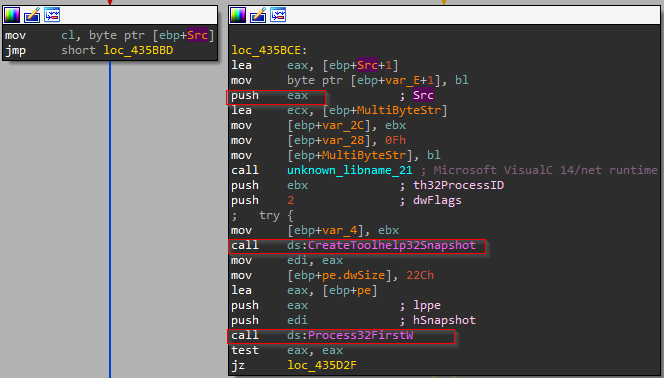 mov cl, byte ptr [ebp+Src]
jmp short loc_435BBD
loc_435BCE:
lea eax, [ebp+Src+1]
mov byte ptr [ebp+var_E+1], bl
push eax ; Src
lea ecx, [ebp+MultiByteStr]
mov [ebp+var_2C], ebx
mov [ebp+var_28], 0Fh
mov [ebp+MultiByteStr], bl
call unknown_libname_21 ; Microsoft VisualC 14/net runtime
push ebx ; th32ProcessID
push 2 ; dwFlags
; try {
mov [ebp+var_4], ebx
call ds:CreateToolhelp32Snapshot
mov edi, eax
mov [ebp+pe.dwSize], 22Ch
lea eax, [ebp+pe]
push eax ; lppe
push edi ; hSnapshot
call ds:Process32FirstW
test eax, eax
jz loc_435D2F